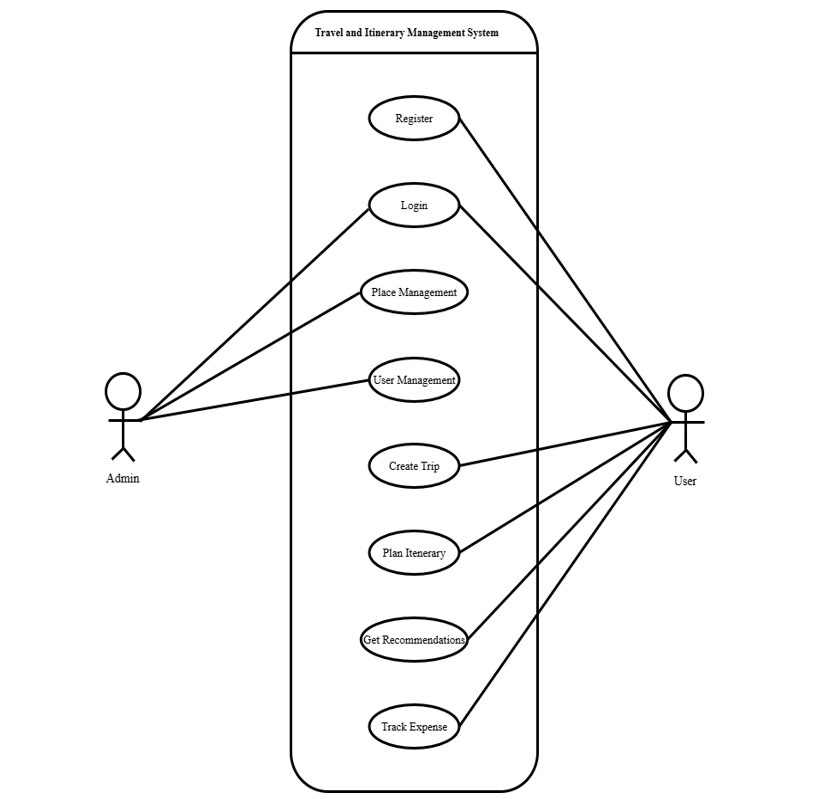 Travel and Itinerary Management System
Register
Login
Place Management
User Management
Create Trip
Plan Itenerary
Get Recommendations
Track Expense
Admin
User